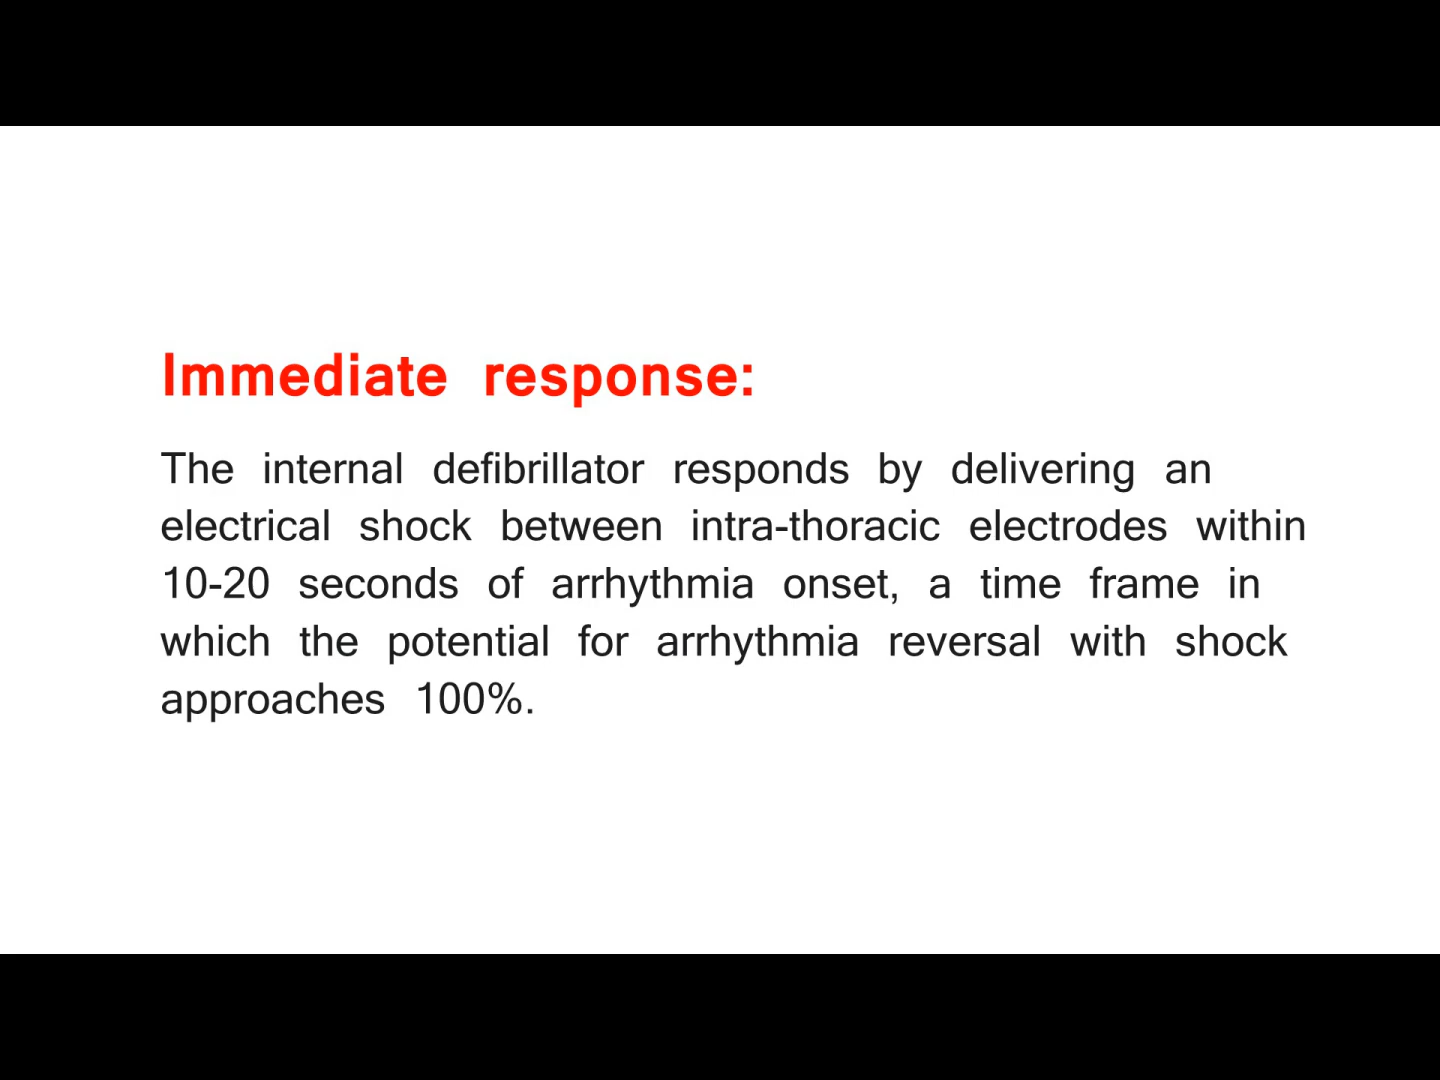 Immediate response:
The internal defibrillator responds by delivering an
electrical shock between intra-thoracic electrodes within
10-20 seconds of arrhythmia onset, a time frame in
which the potential for arrhythmia reversal with shock
approaches 100%.